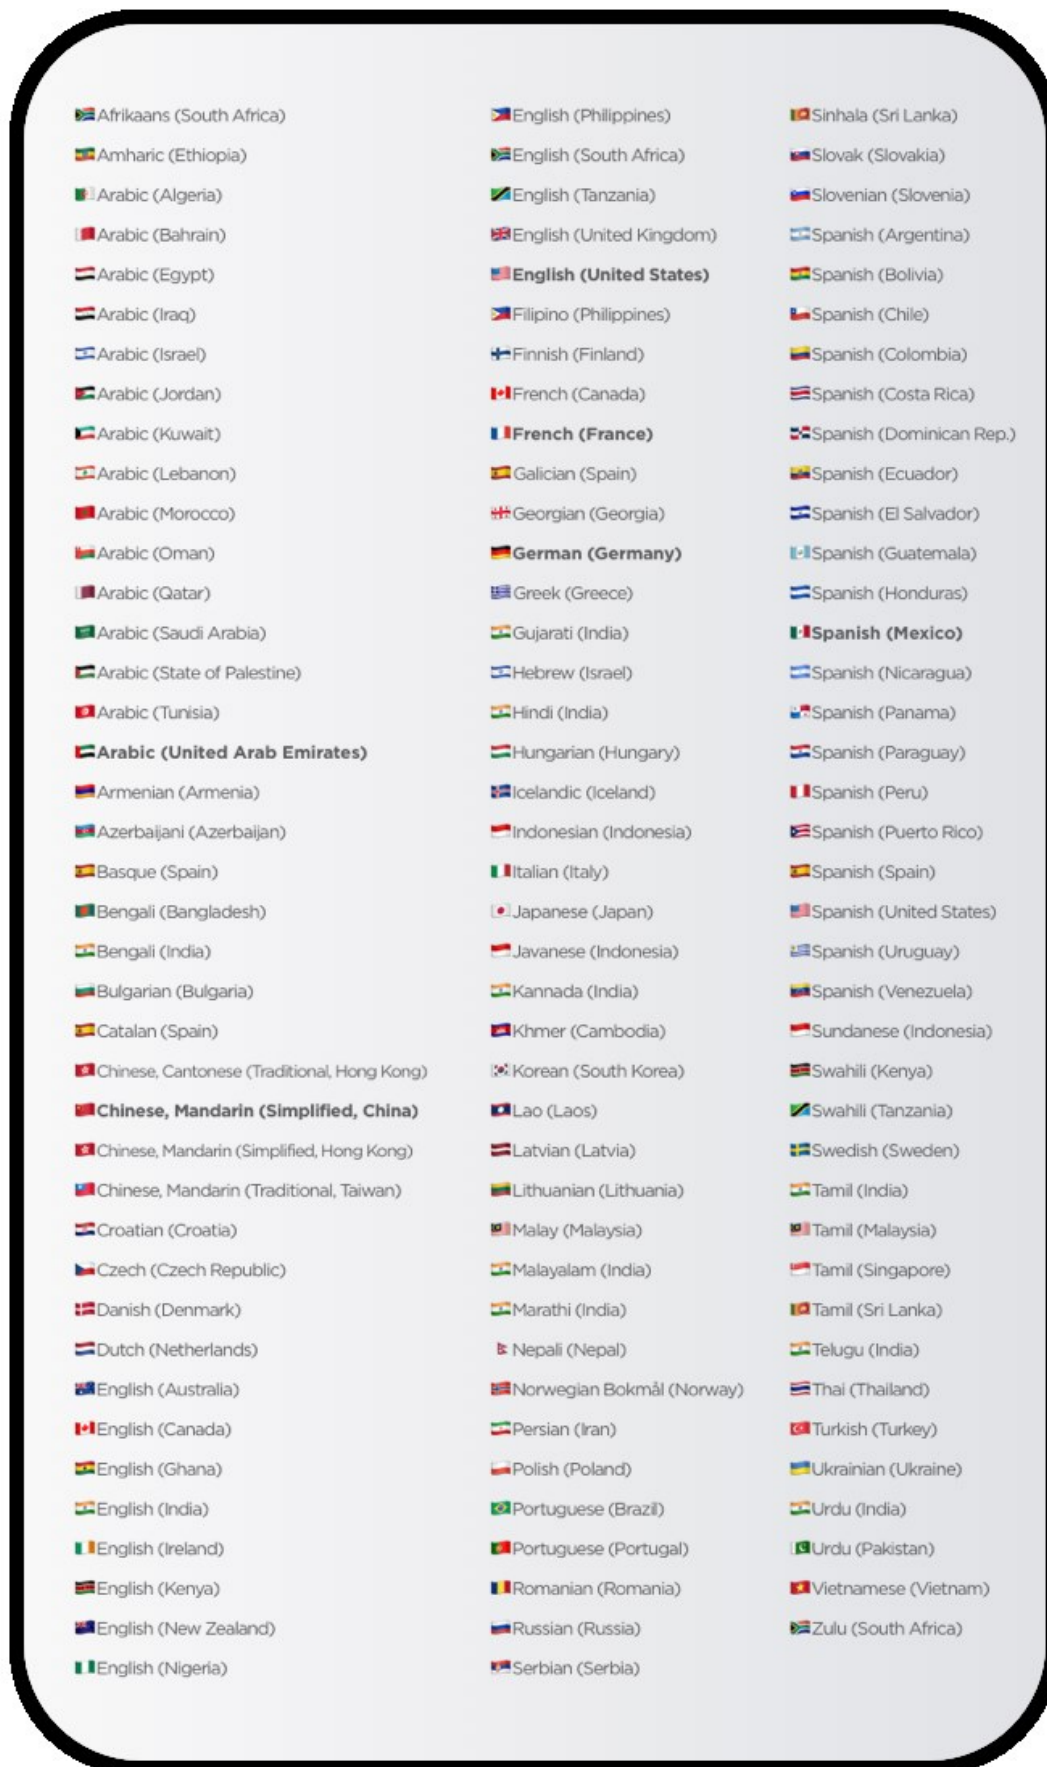 Afrikaans (South Africa)
Amharic (Ethiopia)
Arabic (Algeria)
Arabic (Bahrain)
Arabic (Egypt)
Arabic (Iraq)
Arabic (Israel)
Arabic (Jordan)
Arabic (Kuwait)
Arabic (Lebanon)
Arabic (Morocco)
Arabic (Oman)
Arabic (Qatar)
Arabic (Saudi Arabia)
Arabic (State of Palestine)
Arabic (Tunisia)
Arabic (United Arab Emirates)
Armenian (Armenia)
Azerbaijani (Azerbaijan)
Basque (Spain)
Bengali (Bangladesh)
Bengali (India)
Bulgarian (Bulgaria)
Catalan (Spain)
Chinese, Cantonese (Traditional, Hong Kong)
Chinese, Mandarin (Simplified, China)
Chinese, Mandarin (Simplified, Hong Kong)
Chinese, Mandarin (Traditional, Taiwan)
Croatian (Croatia)
Czech (Czech Republic)
Danish (Denmark)
Dutch (Netherlands)
English (Australia)
English (Canada)
English (Ghana)
English (India)
English (Ireland)
English (Kenya)
English (New Zealand)
English (Nigeria)
English (Philippines)
English (South Africa)
English (Tanzania)
English (United Kingdom)
English (United States)
Filipino (Philippines)
Finnish (Finland)
French (Canada)
French (France)
Galician (Spain)
Georgian (Georgia)
German (Germany)
Greek (Greece)
Gujarati (India)
Hebrew (Israel)
Hindi (India)
Hungarian (Hungary)
Icelandic (Iceland)
Indonesian (Indonesia)
Italian (Italy)
Japanese (Japan)
Javanese (Indonesia)
Kannada (India)
Khmer (Cambodia)
Korean (South Korea)
Lao (Laos)
Latvian (Latvia)
Lithuanian (Lithuania)
Malay (Malaysia)
Malayalam (India)
Marathi (India)
Nepali (Nepal)
Norwegian Bokmål (Norway)
Persian (Iran)
Polish (Poland)
Portuguese (Brazil)
Portuguese (Portugal)
Romanian (Romania)
Russian (Russia)
Serbian (Serbia)
Sinhala (Sri Lanka)
Slovak (Slovakia)
Slovenian (Slovenia)
Spanish (Argentina)
Spanish (Bolivia)
Spanish (Chile)
Spanish (Colombia)
Spanish (Costa Rica)
Spanish (Dominican Rep.)
Spanish (Ecuador)
Spanish (El Salvador)
Spanish (Guatemala)
Spanish (Honduras)
Spanish (Mexico)
Spanish (Nicaragua)
Spanish (Panama)
Spanish (Paraguay)
Spanish (Peru)
Spanish (Puerto Rico)
Spanish (Spain)
Spanish (United States)
Spanish (Uruguay)
Spanish (Venezuela)
Sundanese (Indonesia)
Swahili (Kenya)
Swahili (Tanzania)
Swedish (Sweden)
Tamil (India)
Tamil (Malaysia)
Tamil (Singapore)
Tamil (Sri Lanka)
Telugu (India)
Thai (Thailand)
Turkish (Turkey)
Ukrainian (Ukraine)
Urdu (India)
Urdu (Pakistan)
Vietnamese (Vietnam)
Zulu (South Africa)